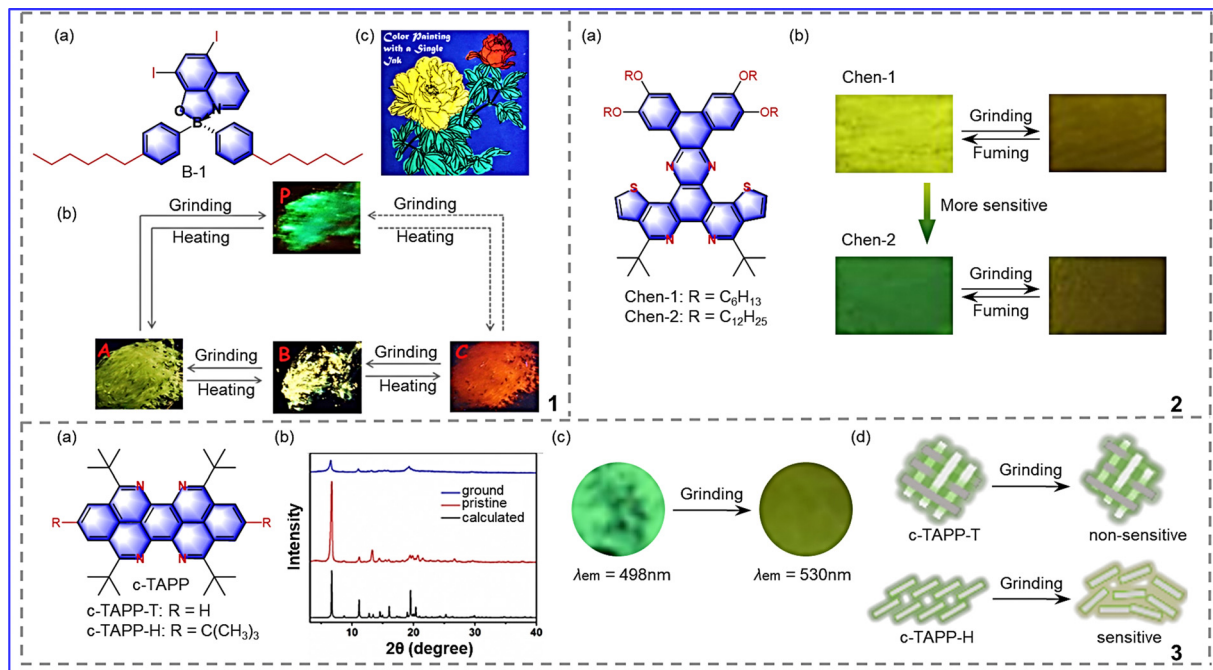 (a)
I
I
O
N
B
B-1
(c)
Color Painting
with a Single
Ink
(b)
P
Grinding
Heating
Grinding
Heating
A
Grinding
Heating
B
Grinding
Heating
C
1
(a)
RO
OR
RO
OR
N
N
S
S
N
N
Chen-1: R = C₆H₁₃
Chen-2: R = C₁₂H₂₅
(b)
Chen-1
Grinding
Fuming
More sensitive
Chen-2
Grinding
Fuming
2
(a)
N
N
R
R
N
N
c-TAPP
c-TAPP-T: R = H
c-TAPP-H: R = C(CH₃)₃
(b)
Intensity
ground
pristine
calculated
10
20
30
40
2θ (degree)
(c)
Grinding
λem = 498nm
λem = 530nm
(d)
Grinding
c-TAPP-T
non-sensitive
Grinding
c-TAPP-H
sensitive
3